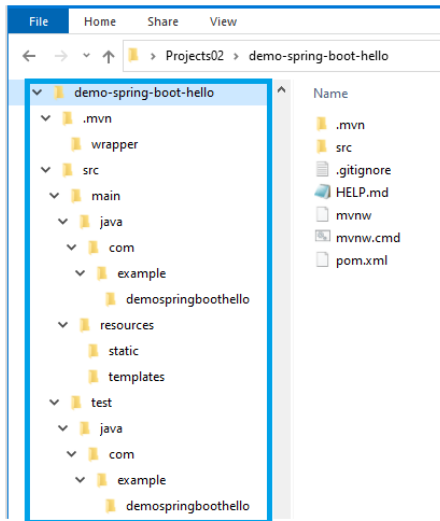 File Home Share View
Projects02 demo-spring-boot-hello
demo-spring-boot-hello
.mvn
wrapper
src
main
java
com
example
demospringboothello
resources
static
templates
test
java
com
example
demospringboothello
Name
.mvn
src
.gitignore
HELP.md
mvnw
mvnw.cmd
pom.xml